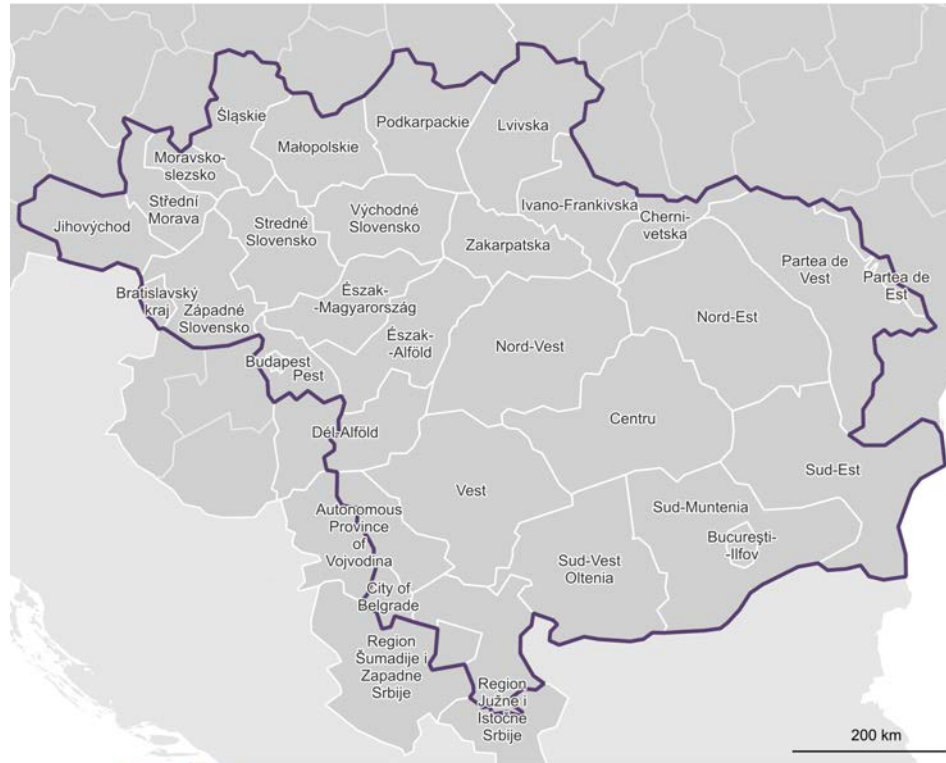 Śląskie
Podkarpackie
Lvivska
Małopolskie
Moravsko-
slezsko
Střední
Morava
Jihovýchod
Stredné
Slovensko
Východné
Slovensko
Ivano-Frankivska
Cherni-
vetska
Zakarpatska
Partea de
Vest
Partea de
Est
Bratislavský
kraj
Západné
Slovensko
Észak-
-Magyarország
Észak-
-Alföld
Nord-Vest
Nord-Est
Budapest
Pest
Dél-Alföld
Centru
Sud-Est
Vest
Autonomous
Province
of
Vojvodina
Sud-Muntenia
București-
-Ilfov
Sud-Vest
Oltenia
City of
Belgrade
Region
Šumadije i
Zapadne
Srbije
Region
Južne i
Istočne
Srbije
200 km